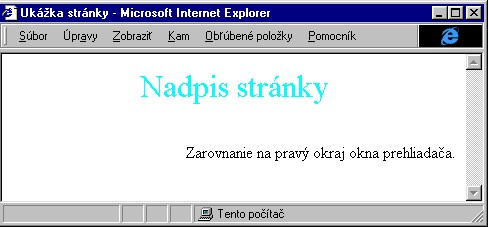 Ukážka stránky - Microsoft Internet Explorer
Súbor Úpravy Zobraziť Kam Obľúbené položky Pomocník
Nadpis stránky
Zarovnanie na pravý okraj okna prehliadača.
Tento počítač